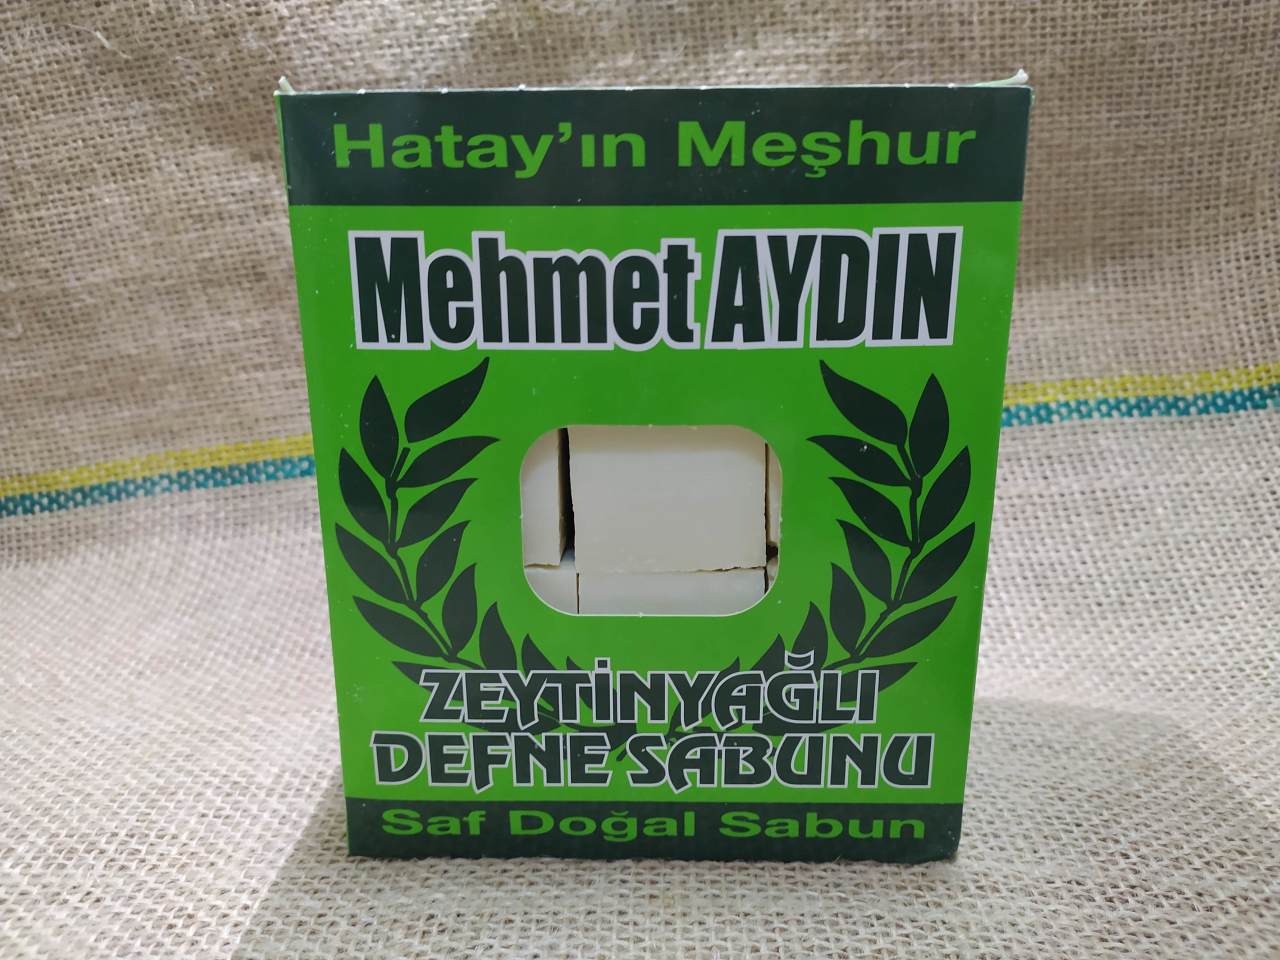 Hatay'ın Meşhur
Mehmet AYDIN
ZEYTİNYAĞLI
DEFNE SABUNU
Saf Doğal Sabun